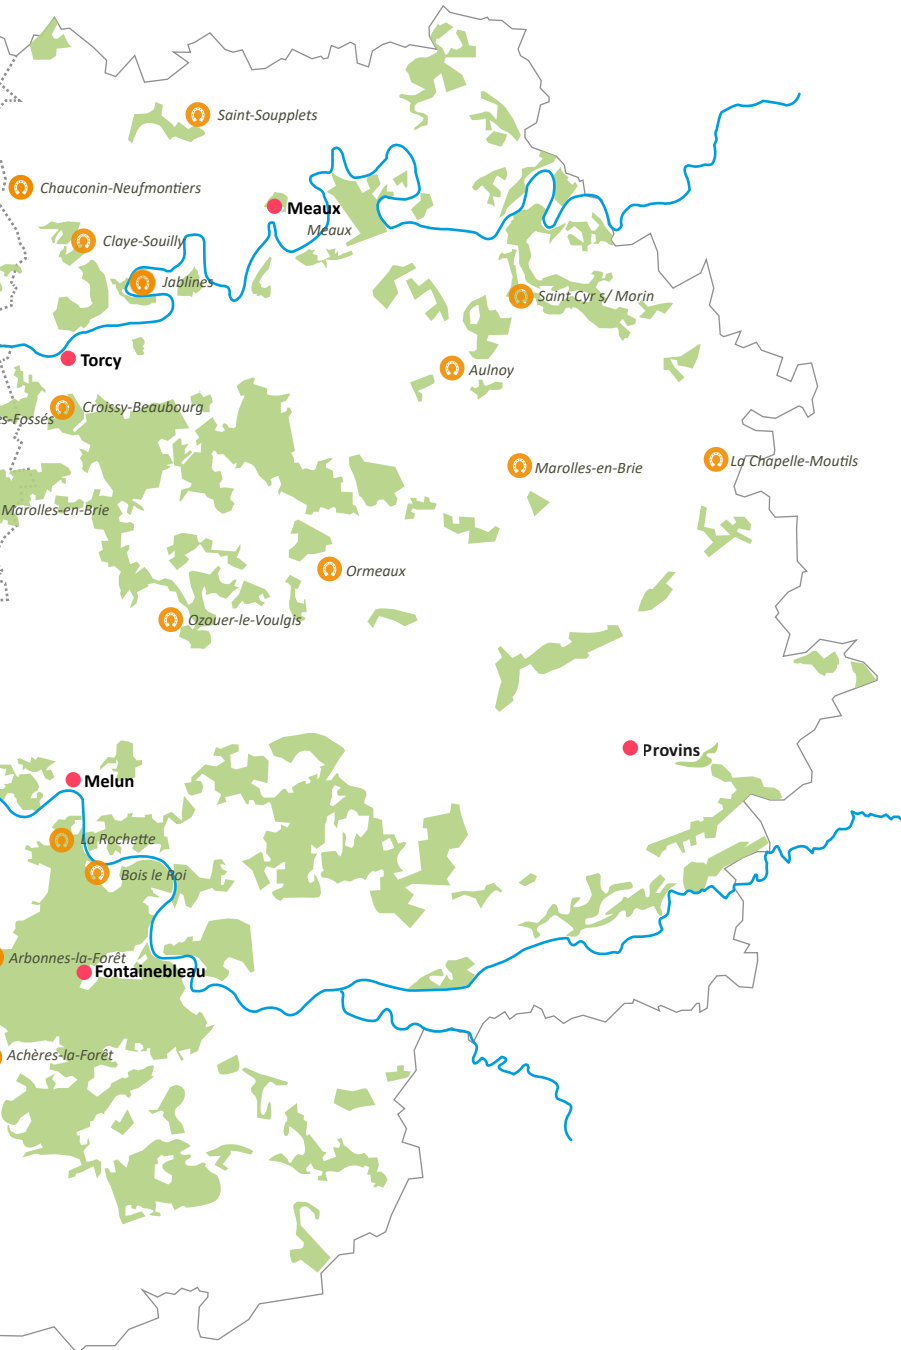 Saint-Soupplets
Chauconin-Neufmontiers
Meaux
Meaux
Claye-Souilly
Jablines
Saint Cyr s/ Morin
Torcy
Aulnoy
Croissy-Beaubourg
es-Fossés
Marolles-en-Brie
La Chapelle-Moutils
Marolles-en-Brie
Ormeaux
Ozouer-le-Voulgis
Provins
Melun
La Rochette
Bois le Roi
Arbonnes-la-Forêt
Fontainebleau
Achères-la-Forêt